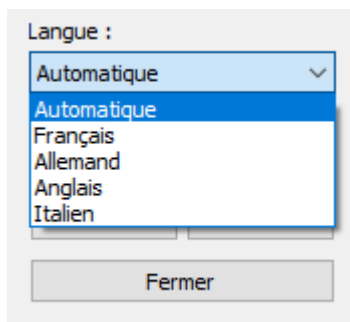 Langue :
Automatique
Automatique
Français
Allemand
Anglais
Italien
Fermer